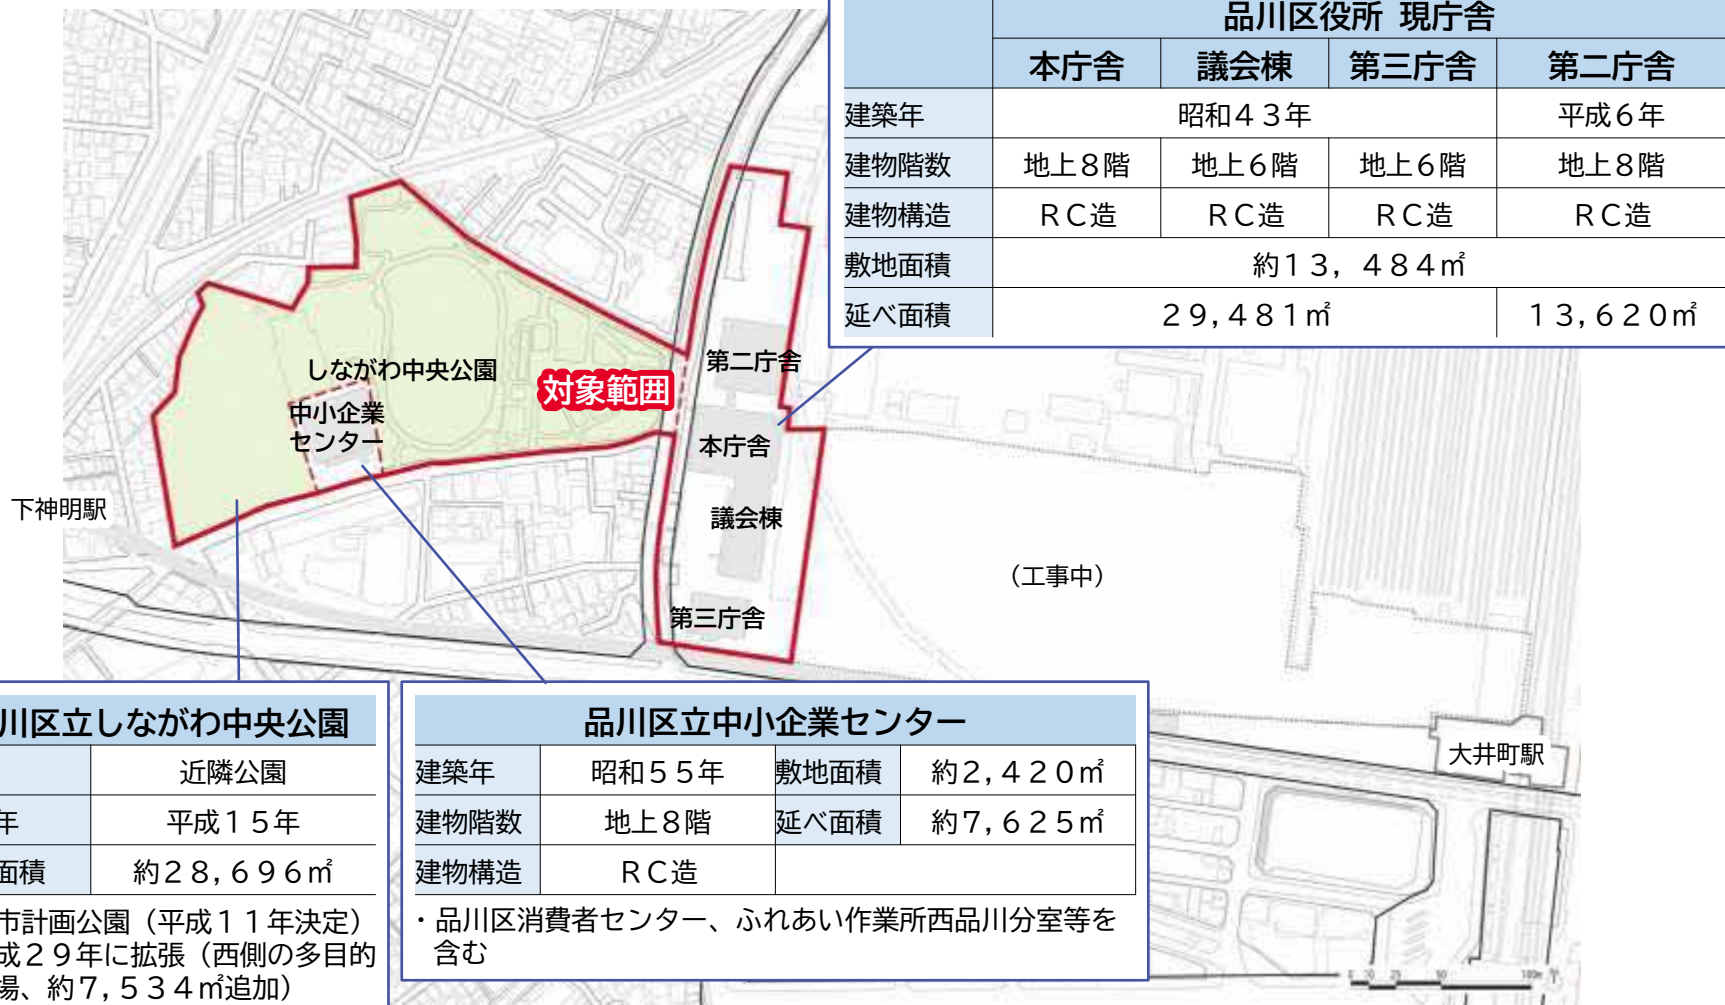 品川区役所 現庁舎
本庁舎 議会棟 第三庁舎 第二庁舎
建築年 昭和４３年 平成６年
建物階数 地上８階 地上６階 地上６階 地上８階
建物構造 ＲＣ造 ＲＣ造 ＲＣ造 ＲＣ造
敷地面積 約１３，４８４㎡
延べ面積 ２９，４８１㎡ １３，６２０㎡
第二庁舎
しながわ中央公園
対象範囲
中小企業
センター
本庁舎
下神明駅
議会棟
（工事中）
第三庁舎
大井町駅
川区立しながわ中央公園
近隣公園
年 平成１５年
面積 約２８，６９６㎡
市計画公園（平成１１年決定）
成２９年に拡張（西側の多目的
場、約７，５３４㎡追加）
品川区立中小企業センター
建築年 昭和５５年 敷地面積 約２，４２０㎡
建物階数 地上８階 延べ面積 約７，６２５㎡
建物構造 ＲＣ造
・品川区消費者センター、ふれあい作業所西品川分室等を
含む